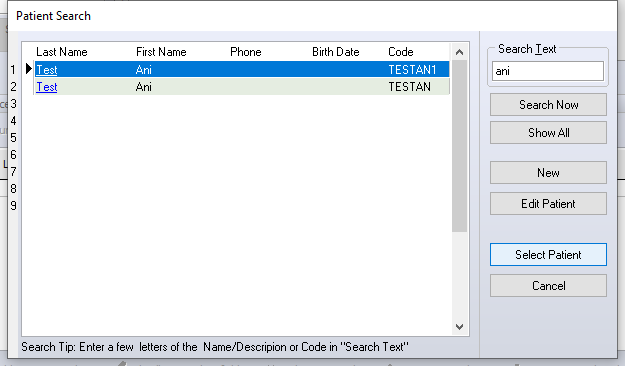 Patient Search
Last Name First Name Phone Birth Date Code
1 Test Ani TESTAN1
2 Test Ani TESTAN
3
4
5
6
7
8
9
Search Text
ani
Search Now
Show All
New
Edit Patient
Select Patient
Cancel
Search Tip: Enter a few letters of the Name/Descripion or Code in "Search Text"